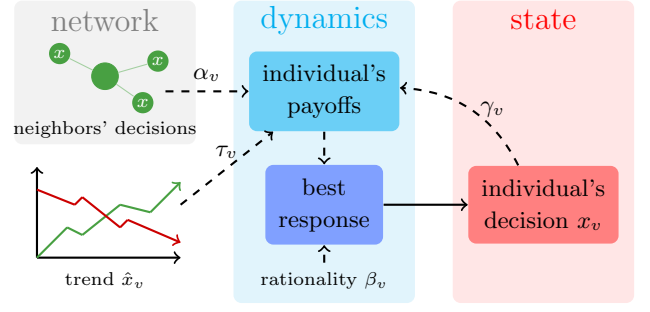 network
x
x
x
neighbors' decisions
α_v
τ_v
trend x̂_v
dynamics
individual's
payoffs
best
response
rationality β_v
state
γ_v
individual's
decision x_v